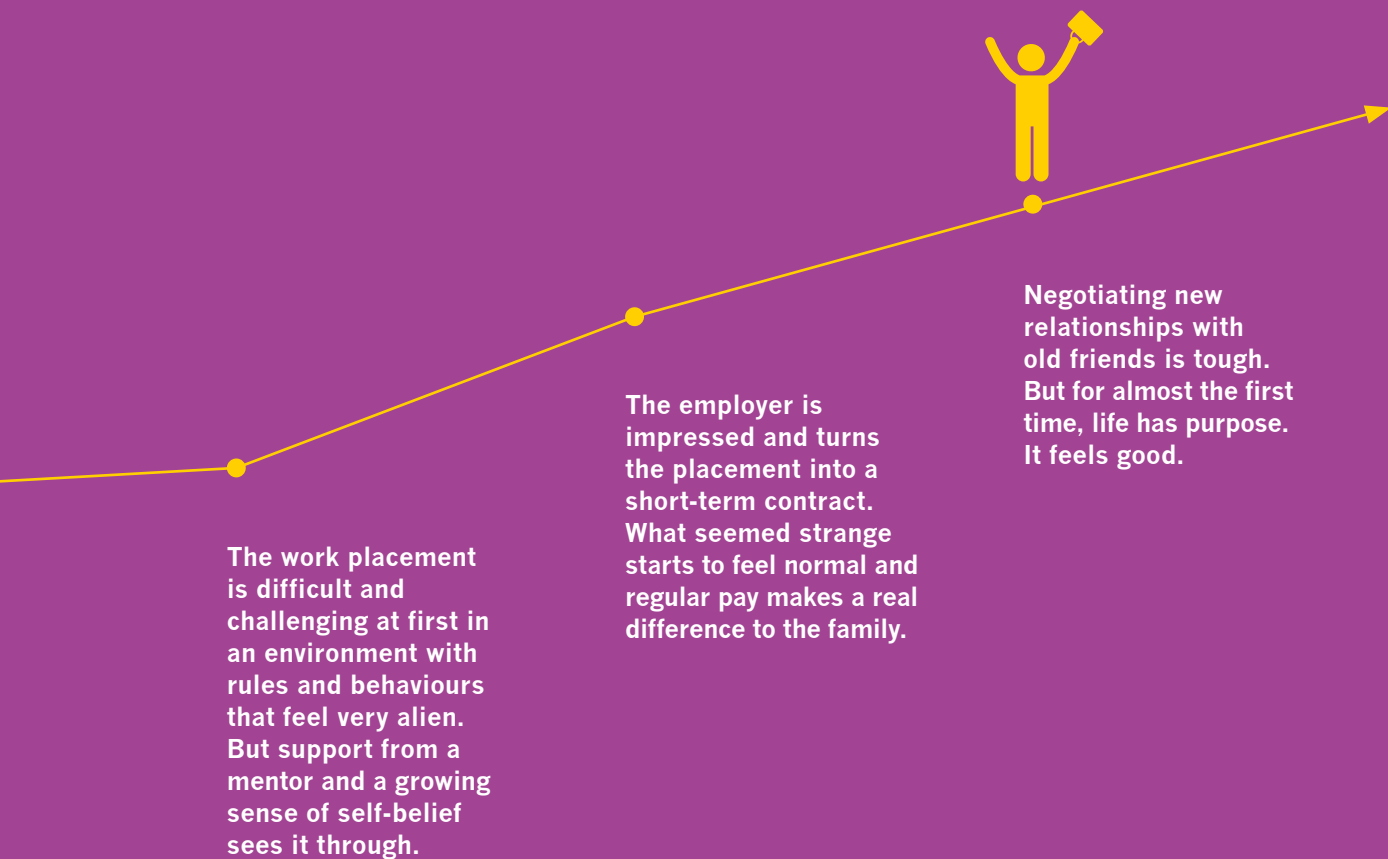 The work placement
is difficult and
challenging at first in
an environment with
rules and behaviours
that feel very alien.
But support from a
mentor and a growing
sense of self-belief
sees it through.
The employer is
impressed and turns
the placement into a
short-term contract.
What seemed strange
starts to feel normal and
regular pay makes a real
difference to the family.
Negotiating new
relationships with
old friends is tough.
But for almost the first
time, life has purpose.
It feels good.